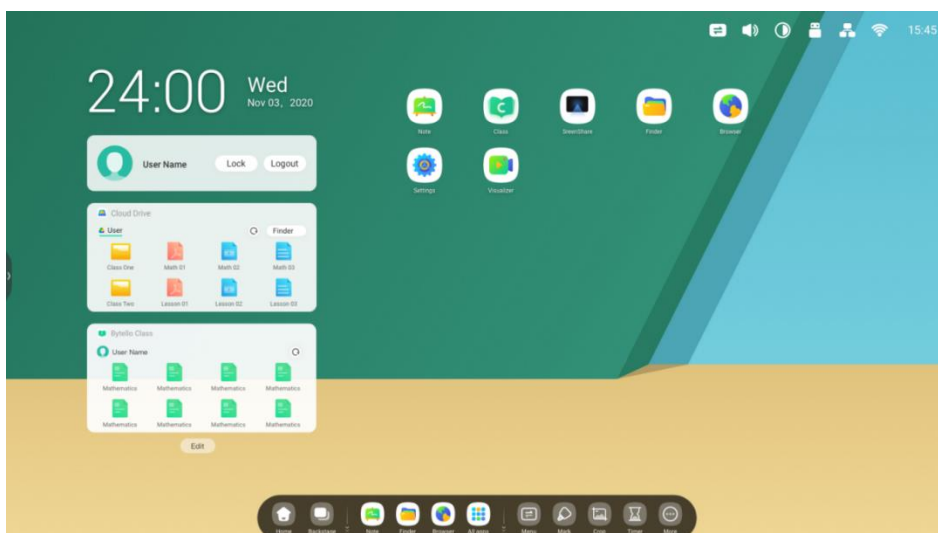 15:45
24:00
Wed
Nov 03, 2020
User Name
Lock
Logout
Cloud Drive
User
Finder
Class One
Math 01
Math 02
Math 03
Class Two
Lesson 01
Lesson 02
Lesson 03
Bytello Class
User Name
Mathematics
Mathematics
Mathematics
Mathematics
Mathematics
Mathematics
Mathematics
Mathematics
Edit
Note
Class
ScreenShare
Finder
Browser
Settings
Visualizer
Home
Backstage
Note
Finder
Browser
All apps
Menu
Mark
Copy
Timer
More